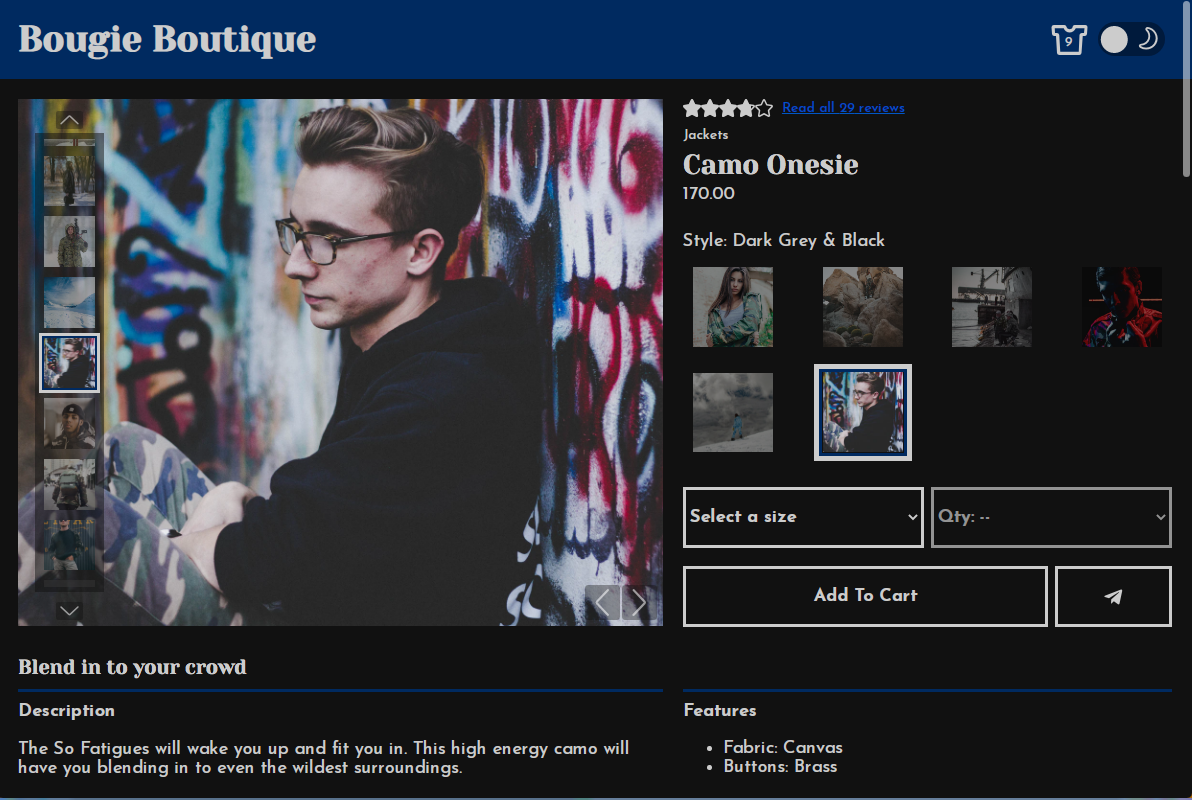 Bougie Boutique
9
Read all 29 reviews
Jackets
Camo Onesie
170.00
Style: Dark Grey & Black
Select a size
Qty: --
Add To Cart
Blend in to your crowd
Description
The So Fatigues will wake you up and fit you in. This high energy camo will
have you blending in to even the wildest surroundings.
Features
• Fabric: Canvas
• Buttons: Brass